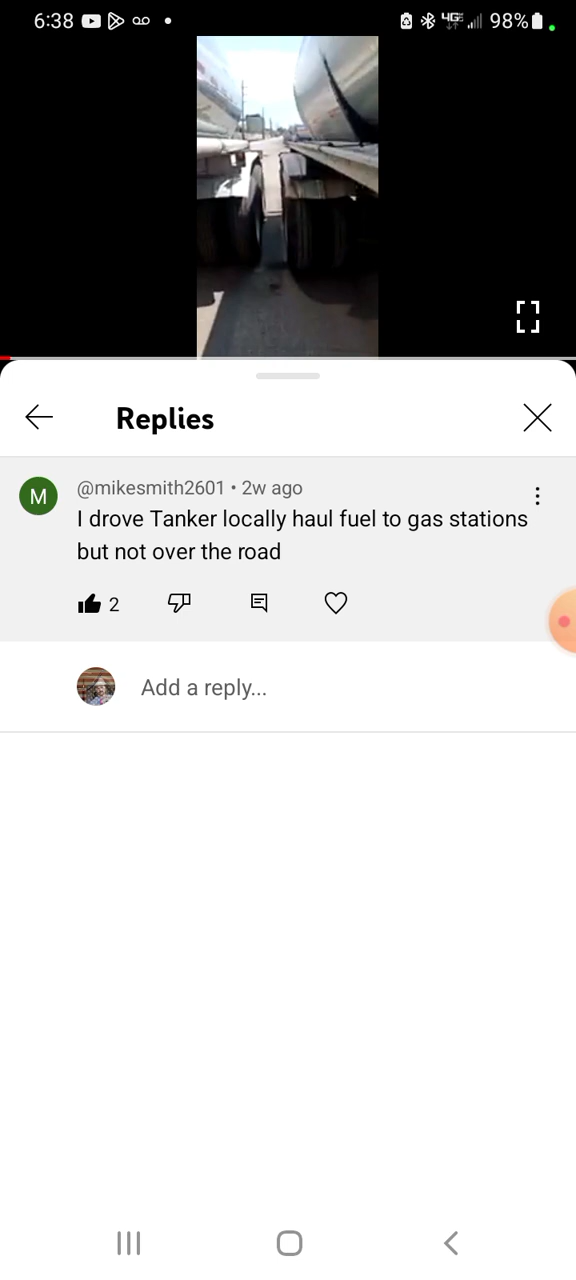 6:38
4G
98%
Replies
M
@mikesmith2601 • 2w ago
I drove Tanker locally haul fuel to gas stations
but not over the road
2
Add a reply...